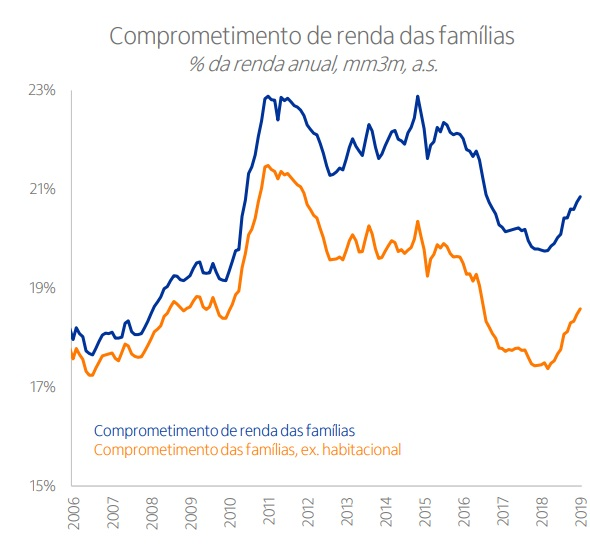 Comprometimento de renda das famílias
% da renda anual, mm3m, a.s.
23%
21%
19%
17%
15%
Comprometimento de renda das famílias
Comprometimento das famílias, ex. habitacional
2006 2007 2008 2009 2010 2011 2012 2013 2014 2015 2016 2017 2018 2019